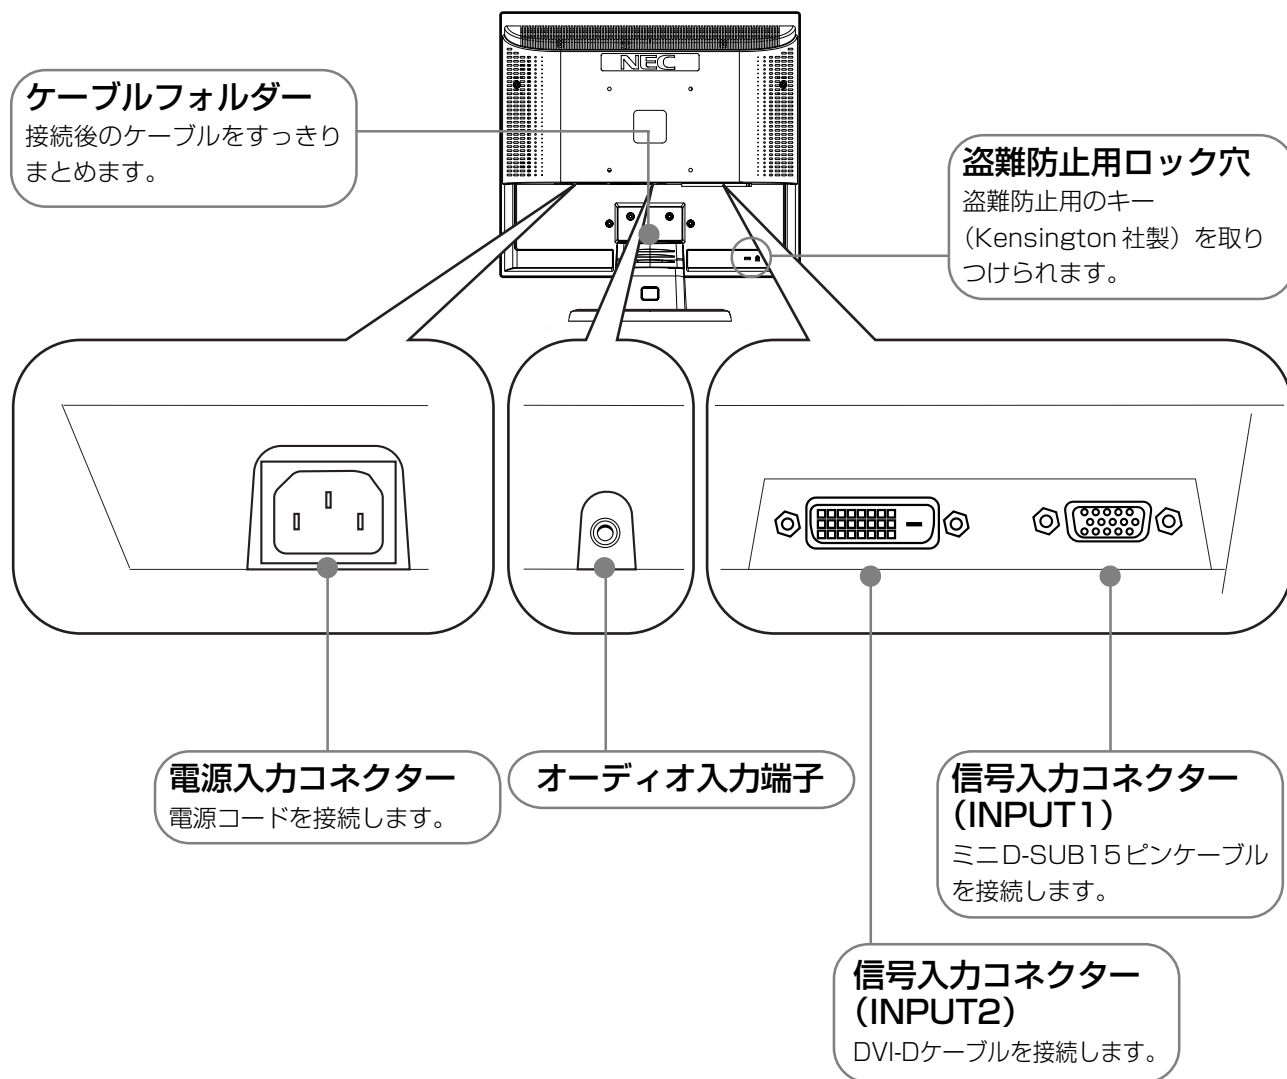 NEC
ケーブルフォルダー
接続後のケーブルをすっきり
まとめます。
盗難防止用ロック穴
盗難防止用のキー
（Kensington 社製）を取り
つけられます。
電源入力コネクター
電源コードを接続します。
オーディオ入力端子
信号入力コネクター
（INPUT1）
ミニD-SUB15ピンケーブル
を接続します。
信号入力コネクター
（INPUT2）
DVI-Dケーブルを接続します。